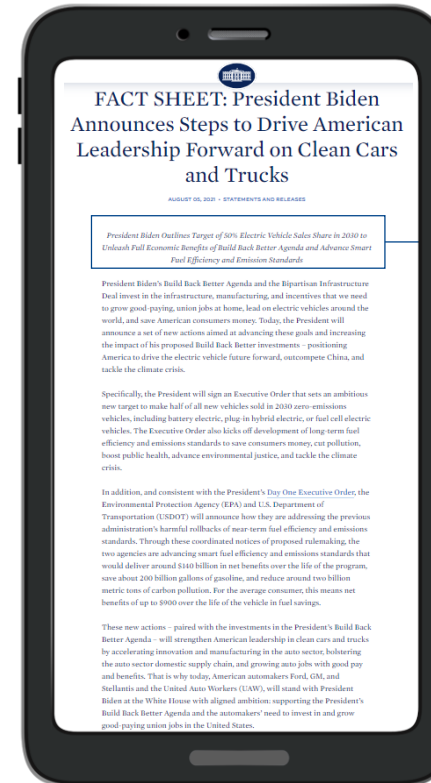 FACT SHEET: President Biden
Announces Steps to Drive American
Leadership Forward on Clean Cars
and Trucks
AUGUST 05, 2021 • STATEMENTS AND RELEASES
President Biden Outlines Target of 50% Electric Vehicle Sales Share in 2030 to
Unleash Full Economic Benefits of Build Back Better Agenda and Advance Smart
Fuel Efficiency and Emission Standards
President Biden's Build Back Better Agenda and the Bipartisan Infrastructure
Deal invest in the infrastructure, manufacturing, and incentives that we need
to grow good-paying, union jobs at home, lead on electric vehicles around the
world, and save American consumers money. Today, the President will
announce a set of new actions aimed at advancing these goals and increasing
the impact of his proposed Build Back Better investments – positioning
America to drive the electric vehicle future forward, outcompete China, and
tackle the climate crisis.
Specifically, the President will sign an Executive Order that sets an ambitious
new target to make half of all new vehicles sold in 2030 zero-emissions
vehicles, including battery electric, plug-in hybrid electric, or fuel cell electric
vehicles. The Executive Order also kicks off development of long-term fuel
efficiency and emissions standards to save consumers money, cut pollution,
boost public health, advance environmental justice, and tackle the climate
crisis.
In addition, and consistent with the President's Day One Executive Order, the
Environmental Protection Agency (EPA) and U.S. Department of
Transportation (USDOT) will announce how they are addressing the previous
administration's harmful rollbacks of near-term fuel efficiency and emissions
standards. Through these coordinated notices of proposed rulemaking, the
two agencies are advancing smart fuel efficiency and emissions standards that
would deliver around $140 billion in net benefits over the life of the program,
save about 200 billion gallons of gasoline, and reduce around two billion
metric tons of carbon pollution. For the average consumer, this means net
benefits of up to $900 over the life of the vehicle in fuel savings.
These new actions – paired with the investments in the President's Build Back
Better Agenda – will strengthen American leadership in clean cars and trucks
by accelerating innovation and manufacturing in the auto sector, bolstering
the auto sector domestic supply chain, and growing auto jobs with good pay
and benefits. That is why today, American automakers Ford, GM, and
Stellantis and the United Auto Workers (UAW), will stand with President
Biden at the White House with aligned ambition: supporting the President's
Build Back Better Agenda and the automakers' need to invest in and grow
good-paying union jobs in the United States.